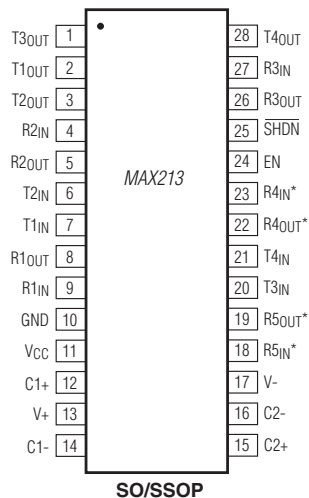 T3OUT 1 28 T4OUT
T1OUT 2 27 R3IN
T2OUT 3 26 R3OUT
R2IN 4 25 SHDN
R2OUT 5 24 EN
MAX213
T2IN 6 23 R4IN*
T1IN 7 22 R4OUT*
R1OUT 8 21 T4IN
R1IN 9 20 T3IN
GND 10 19 R5OUT*
VCC 11 18 R5IN*
C1+ 12 17 V-
V+ 13 16 C2-
C1- 14 15 C2+
SO/SSOP